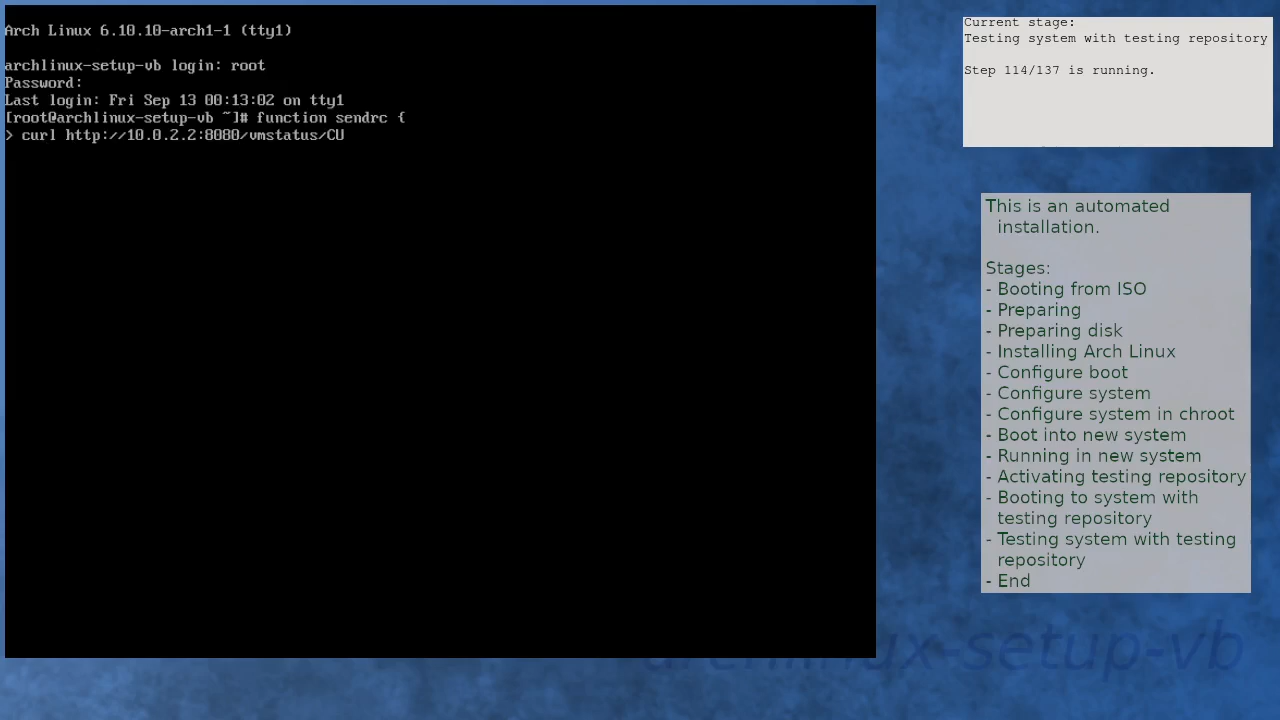 Arch Linux 6.10.10-arch1-1 (tty1)
archlinux-setup-vb login: root
Password:
Last login: Fri Sep 13 00:13:02 on tty1
[root@archlinux-setup-vb ~]# function sendrc {
> curl http://10.0.2.2:8080/vmstatus/CU
Current stage:
Testing system with testing repository
Step 114/137 is running.
This is an automated
installation.
Stages:
- Booting from ISO
- Preparing
- Preparing disk
- Installing Arch Linux
- Configure boot
- Configure system
- Configure system in chroot
- Boot into new system
- Running in new system
- Activating testing repository
- Booting to system with
testing repository
- Testing system with testing
repository
- End
archlinux-setup-vb